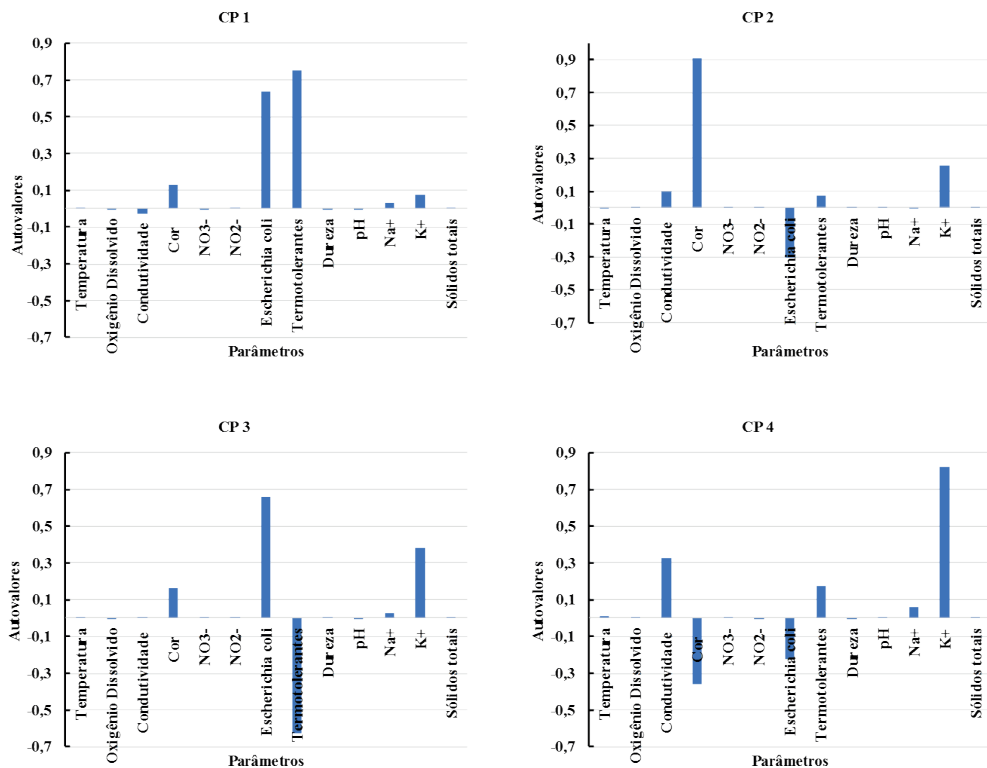 CP 1
Autovalores
0,9
0,7
0,5
0,3
0,1
-0,1
-0,3
-0,5
-0,7
Temperatura
Oxigênio Dissolvido
Condutividade
Cor
NO3-
NO2-
Escherichia coli
Termotolerantes
Dureza
pH
Na+
K+
Sólidos totais
Parâmetros
CP 2
Autovalores
0,9
0,7
0,5
0,3
0,1
-0,1
-0,3
-0,5
-0,7
Temperatura
Oxigênio Dissolvido
Condutividade
Cor
NO3-
NO2-
Escherichia coli
Termotolerantes
Dureza
pH
Na+
K+
Sólidos totais
Parâmetros
CP 3
Autovalores
0,9
0,7
0,5
0,3
0,1
-0,1
-0,3
-0,5
-0,7
Temperatura
Oxigênio Dissolvido
Condutividade
Cor
NO3-
NO2-
Escherichia coli
Termotolerantes
Dureza
pH
Na+
K+
Sólidos totais
Parâmetros
CP 4
Autovalores
0,9
0,7
0,5
0,3
0,1
-0,1
-0,3
-0,5
-0,7
Temperatura
Oxigênio Dissolvido
Condutividade
Cor
NO3-
NO2-
Escherichia coli
Termotolerantes
Dureza
pH
Na+
K+
Sólidos totais
Parâmetros